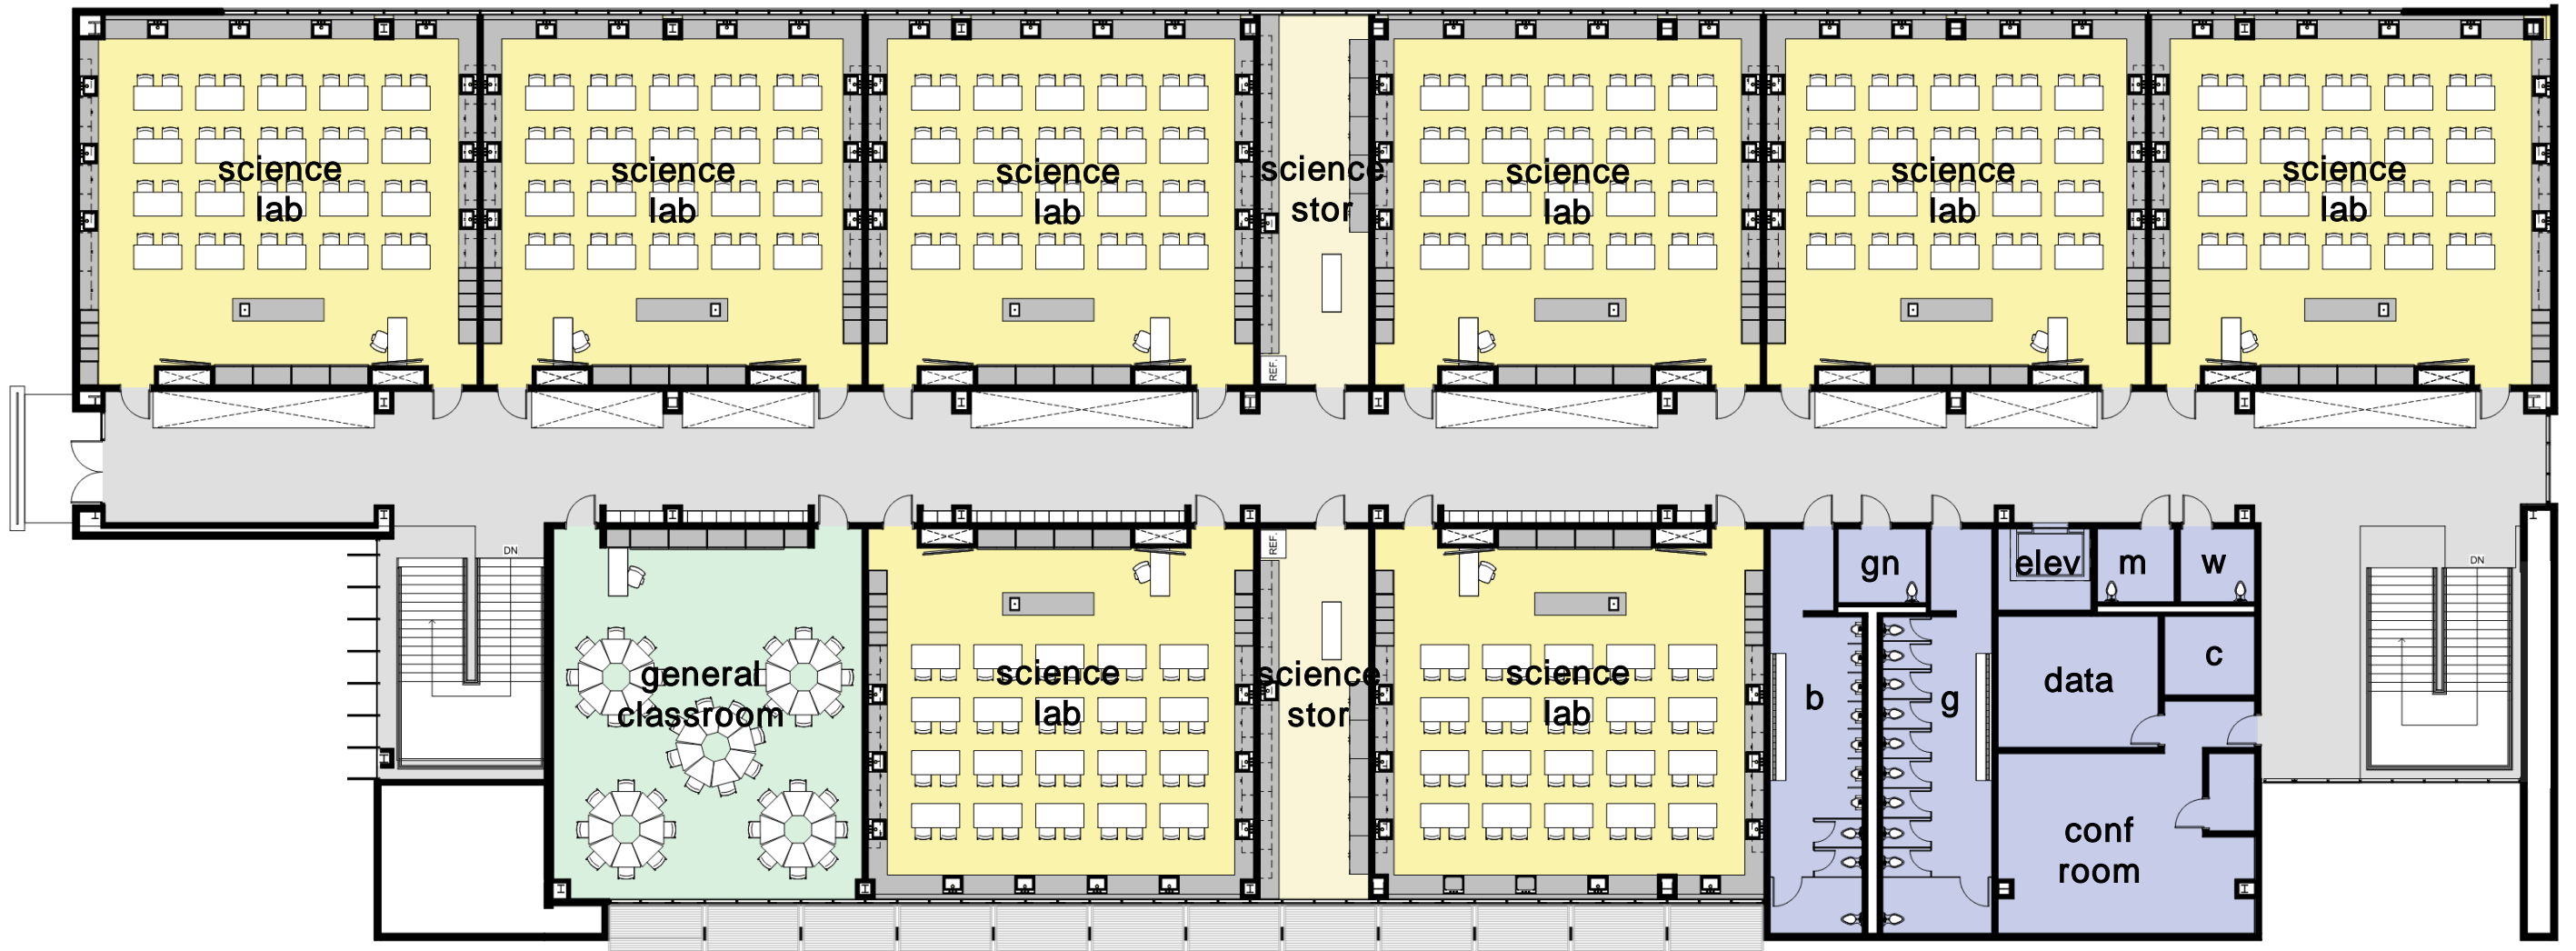 science
lab
science
lab
science
lab
science
stor
science
lab
science
lab
science
lab
REF.
DN
general
classroom
science
lab
REF.
science
stor
science
lab
b
gn
g
elev
m
w
data
c
conf
room
DN